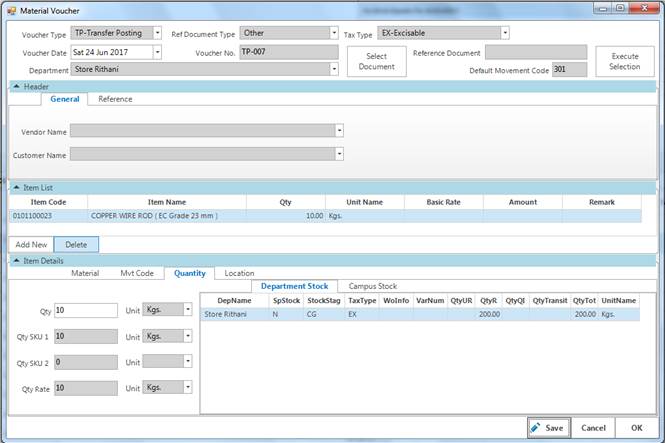 Material Voucher
Voucher Type TP-Transfer Posting Ref Document Type Other Tax Type EX-Excisable
Voucher Date Sat 24 Jun 2017 Voucher No. TP-007 Select Document Reference Document Execute Selection
Department Store Rithani Default Movement Code 301
Header
General Reference
Vendor Name
Customer Name
Item List
Item Code Item Name Qty Unit Name Basic Rate Amount Remark
0101100023 COPPER WIRE ROD ( EC Grade 23 mm ) 10.00 Kgs.
Add New Delete
Item Details
Material Mvt Code Quantity Location
Department Stock Campus Stock
DepName SpStock StockStag TaxType WoInfo VarNum QtyUR QtyR QtyQI QtyTransit QtyTot UnitName
Store Rithani N CG EX 200.00 200.00 Kgs.
Qty 10 Unit Kgs.
Qty SKU 1 10 Unit Kgs.
Qty SKU 2 0 Unit
Qty Rate 10 Unit Kgs.
Save Cancel OK